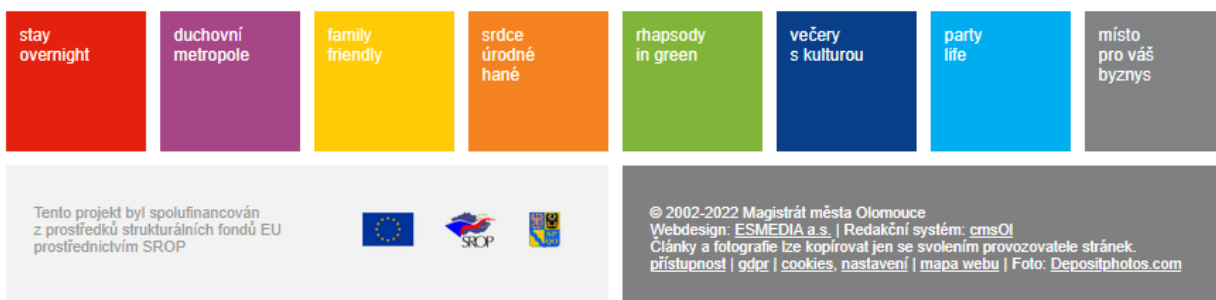 stay
overnight
duchovní
metropole
family
friendly
srdce
úrodné
hané
rhapsody
in green
večery
s kulturou
party
life
místo
pro váš
byznys
Tento projekt byl spolufinancován
z prostředků strukturálních fondů EU
prostřednictvím SROP
SROP
© 2002-2022 Magistrát města Olomouce
Webdesign: ESMEDIA a.s. | Redakční systém: cmsOl
Články a fotografie lze kopírovat jen se svolením provozovatele stránek.
přístupnost | gdpr | cookies, nastavení | mapa webu | Foto: Depositphotos.com